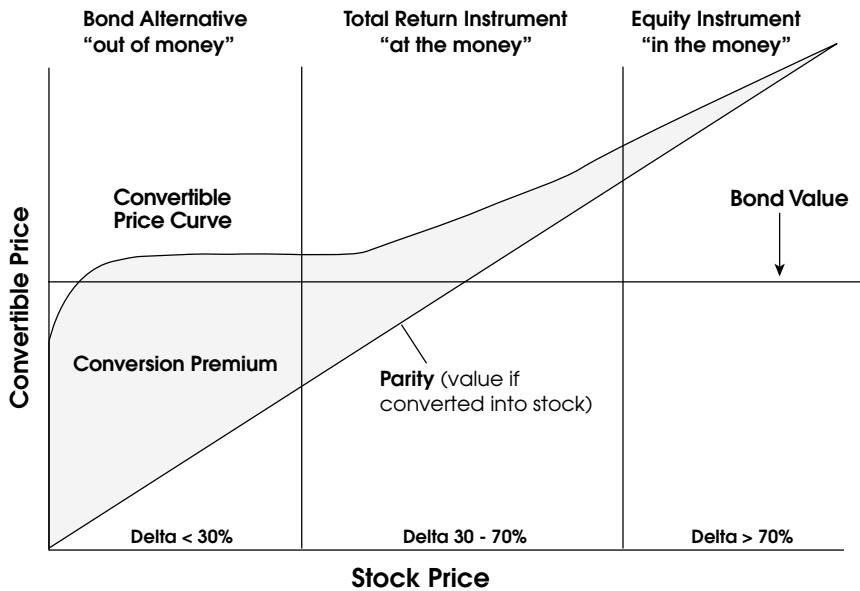 Bond Alternative
“out of money”
Total Return Instrument
“at the money”
Equity Instrument
“in the money”
Convertible
Price Curve
Bond Value
Convertible Price
Conversion Premium
Parity (value if
converted into stock)
Delta < 30%
Delta 30 - 70%
Delta > 70%
Stock Price